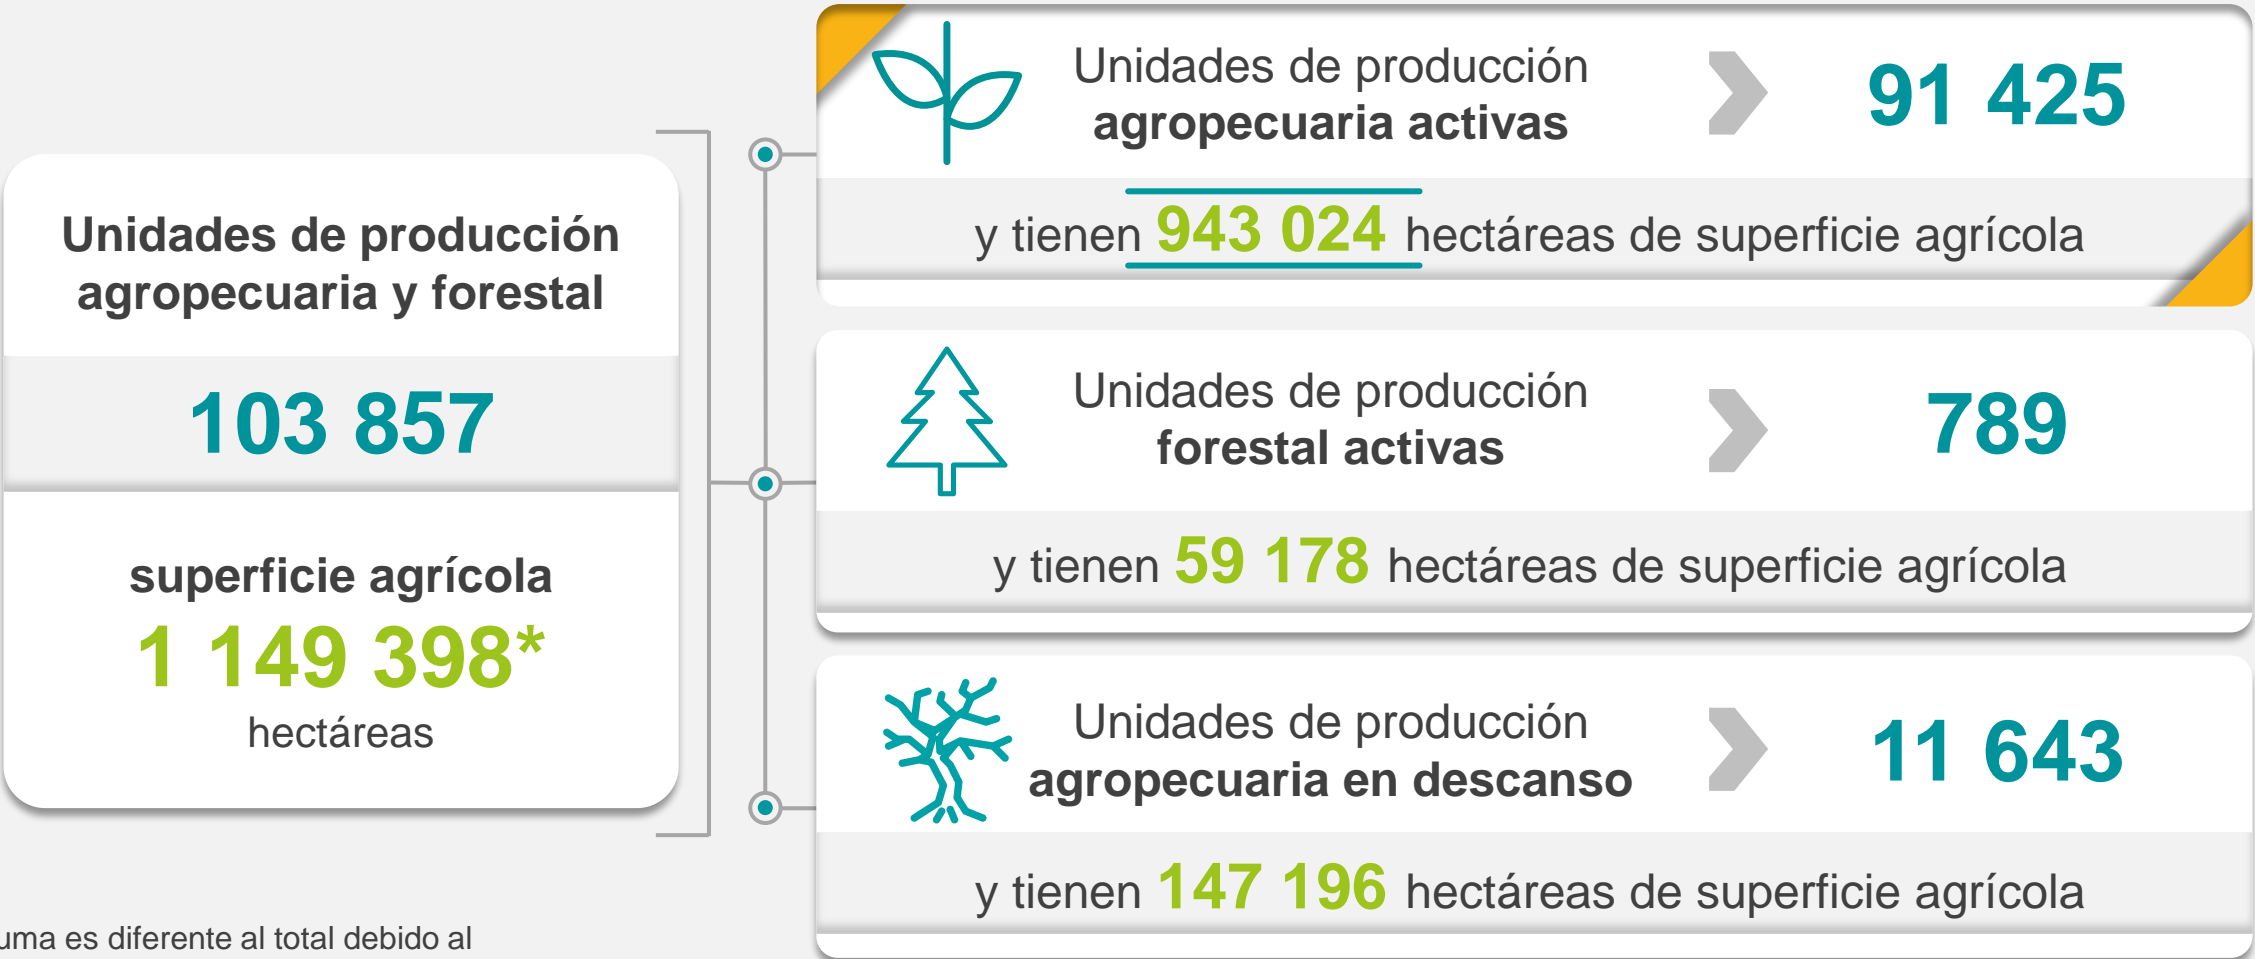 Unidades de producción
agropecuaria y forestal
103 857
superficie agrícola
1 149 398*
hectáreas
Unidades de producción
agropecuaria activas
91 425
y tienen 943 024 hectáreas de superficie agrícola
Unidades de producción
forestal activas
789
y tienen 59 178 hectáreas de superficie agrícola
Unidades de producción
agropecuaria en descanso
11 643
y tienen 147 196 hectáreas de superficie agrícola
es diferente al total debido al